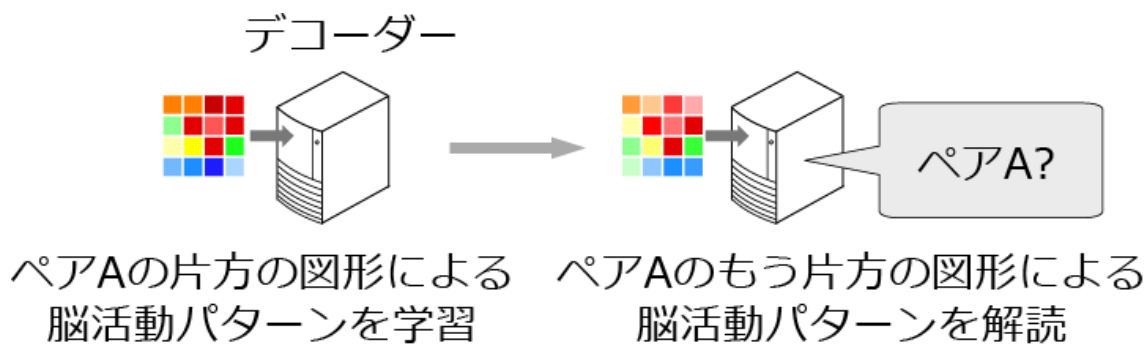 デコーダー
ペアA?
ペアAの片方の図形による
脳活動パターンを学習
ペアAのもう片方の図形による
脳活動パターンを解読